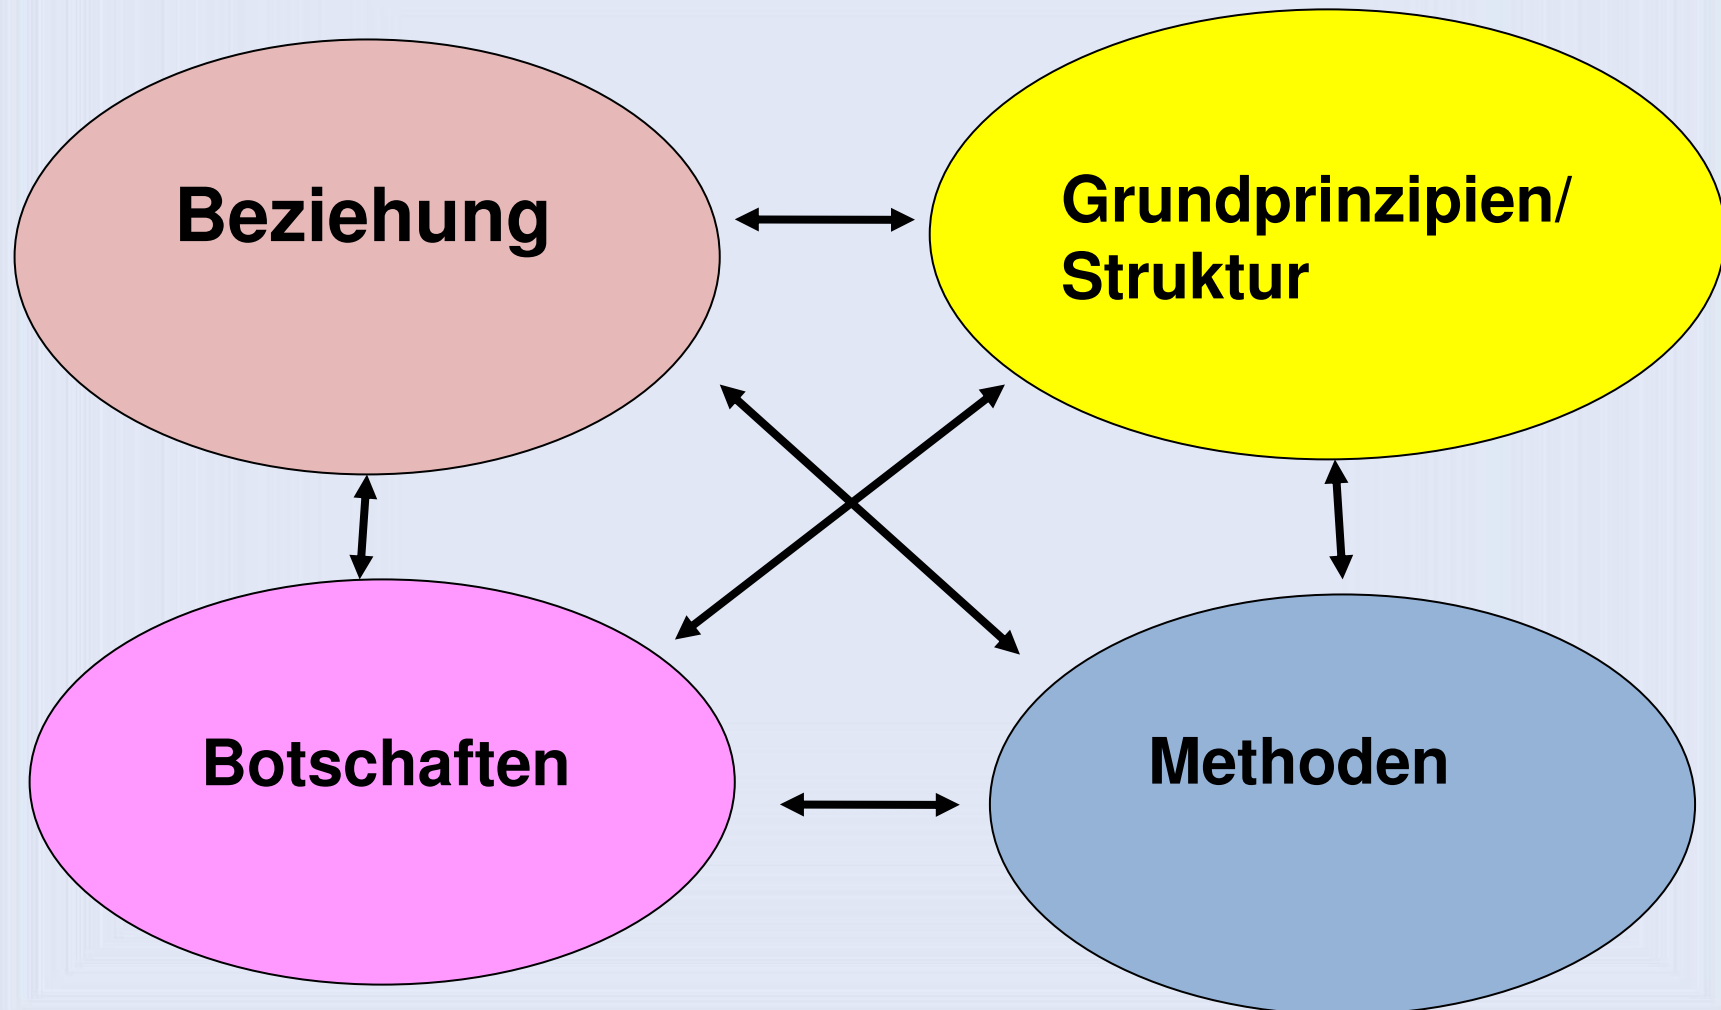 Beziehung
Grundprinzipien/
Struktur
Botschaften
Methoden